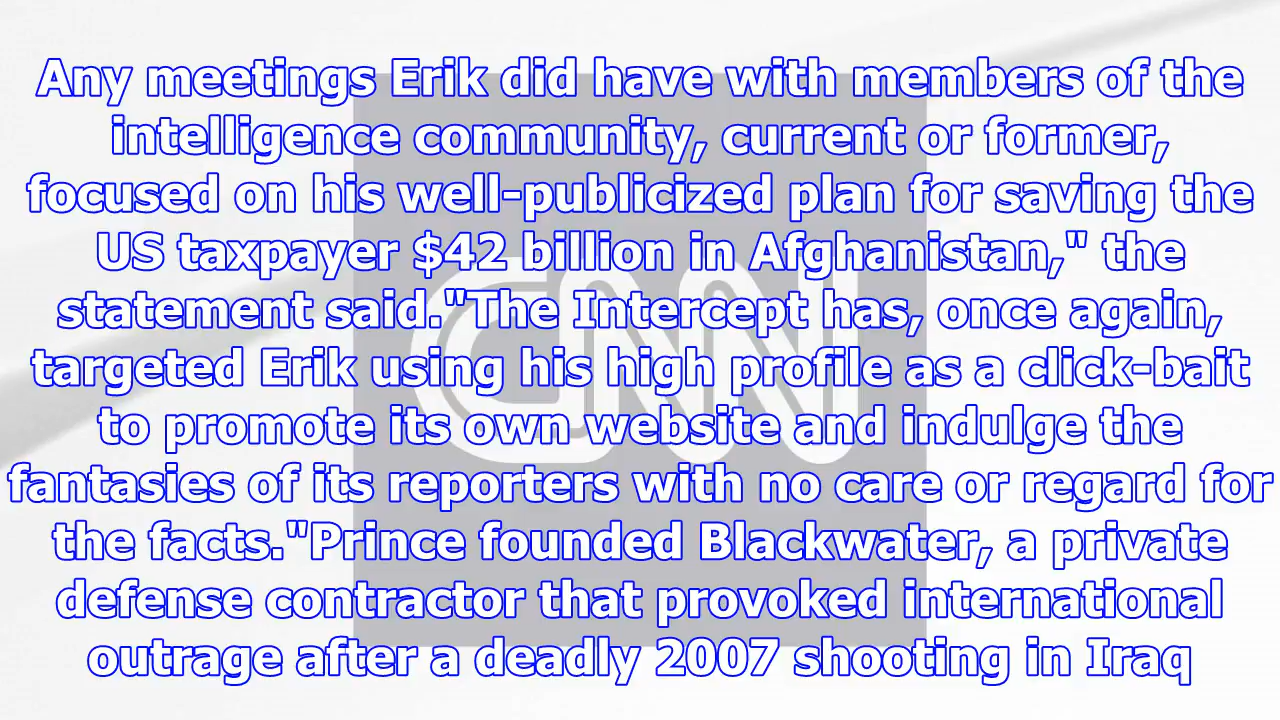 Any meetings Erik did have with members of the
intelligence community, current or former,
focused on his well-publicized plan for saving the
US taxpayer $42 billion in Afghanistan," the
statement said."The Intercept has, once again,
targeted Erik using his high profile as a click-bait
to promote its own website and indulge the
fantasies of its reporters with no care or regard for
the facts."Prince founded Blackwater, a private
defense contractor that provoked international
outrage after a deadly 2007 shooting in Iraq
CNN